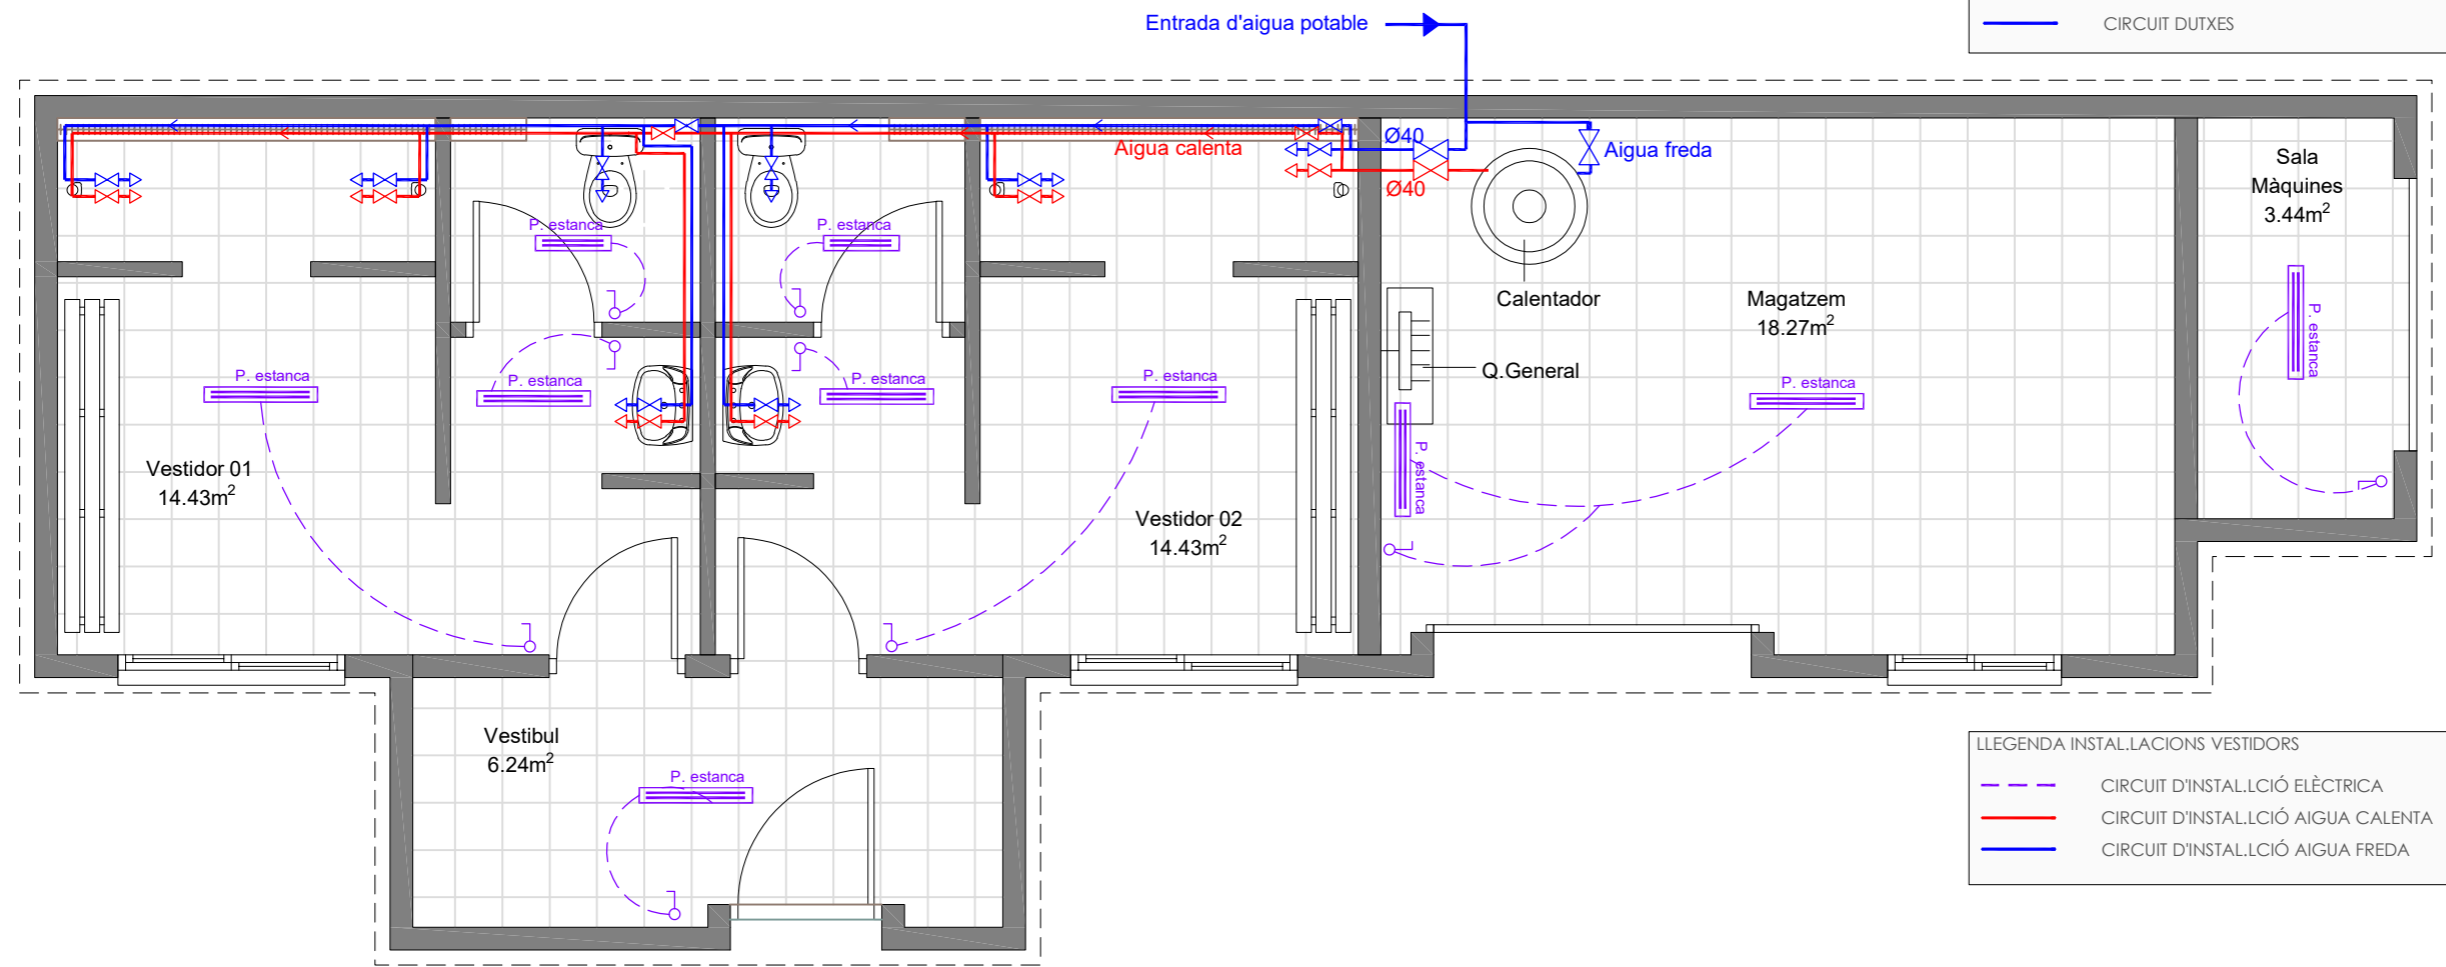 Entrada d'aigua potable
CIRCUIT DUTXES
Ø40
Aigua calenta
Aigua freda
Ø40
Sala
Màquines
3.44m²
P. estanca
P. estanca
Calentador
Magatzem
18.27m²
P. estanca
Q.General
P. estanca
P. estanca
P. estanca
P. estanca
P. estanca
P. estanca
Vestidor 01
14.43m²
Vestidor 02
14.43m²
Vestibul
6.24m²
P. estanca
LLEGENDA INSTAL.LACIONS VESTIDORS
CIRCUIT D'INSTAL.LCIÓ ELÈCTRICA
CIRCUIT D'INSTAL.LCIÓ AIGUA CALENTA
CIRCUIT D'INSTAL.LCIÓ AIGUA FREDA